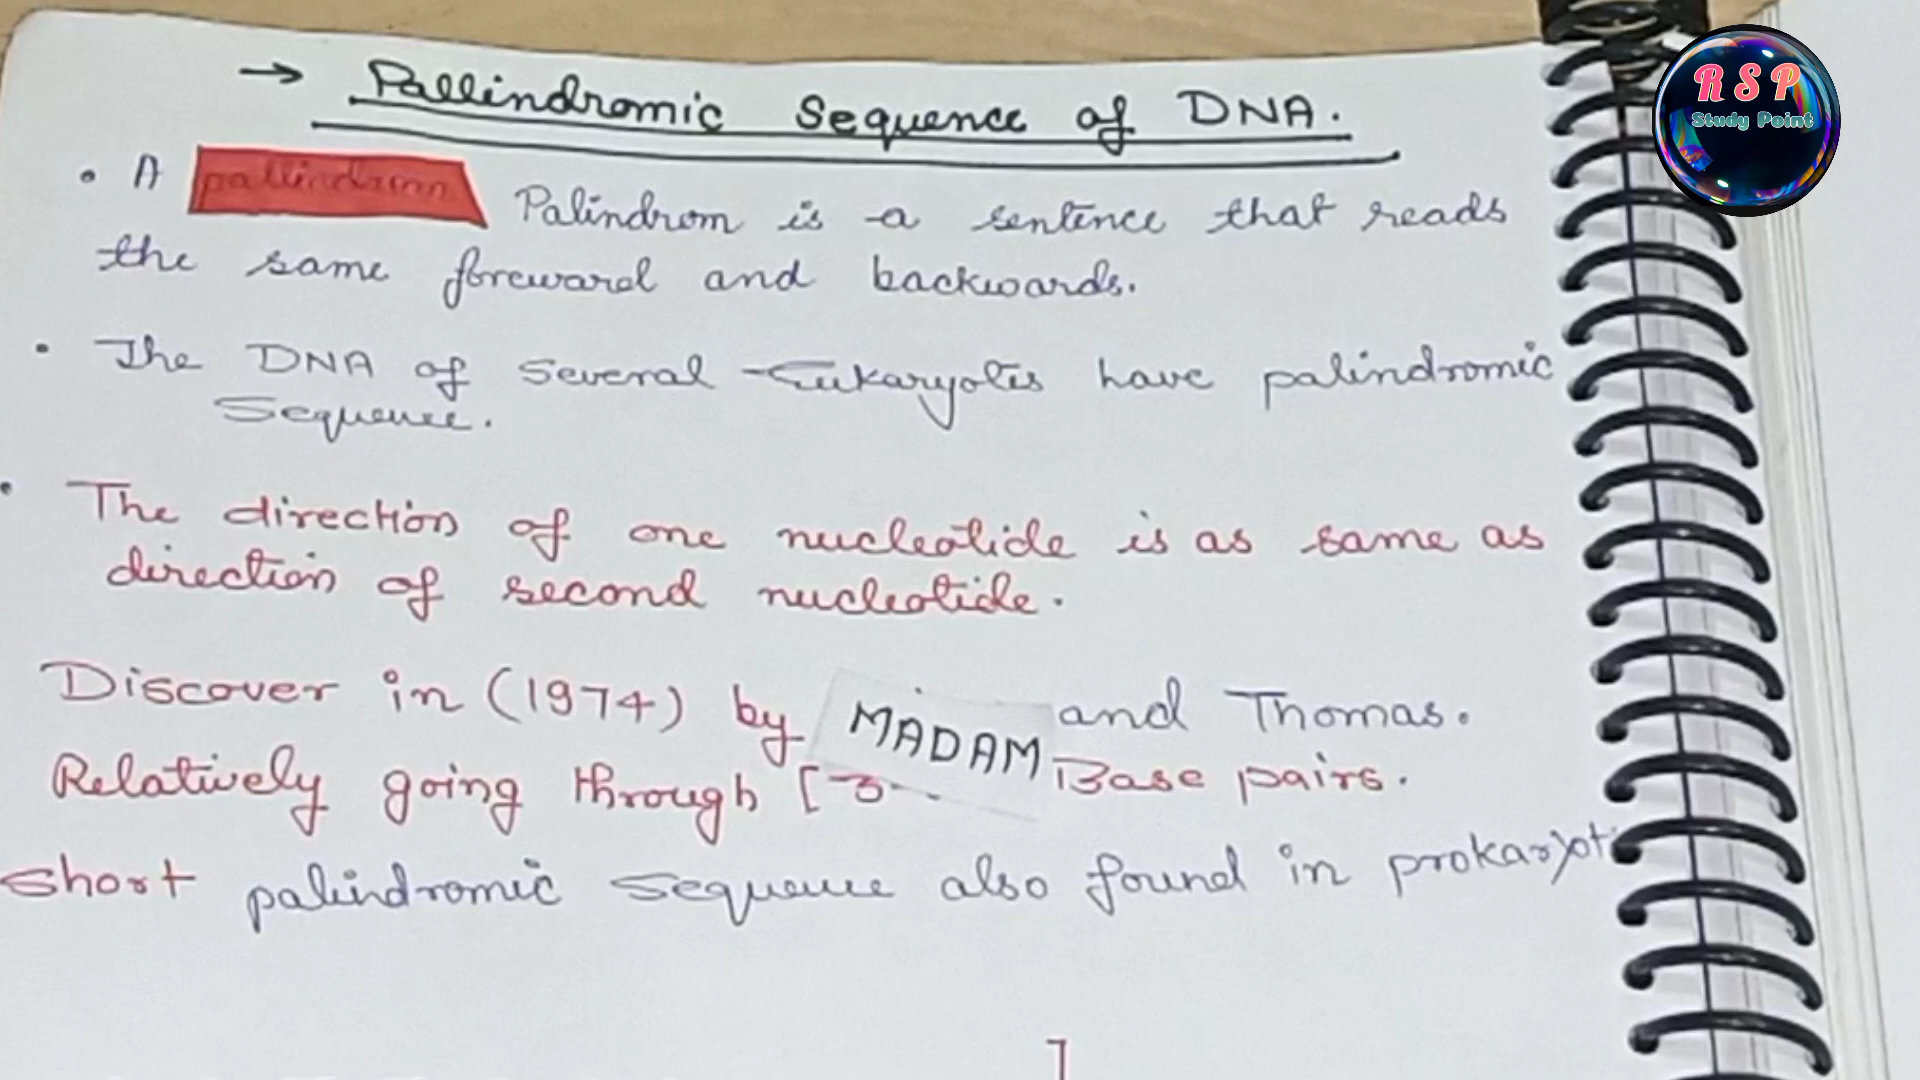 → Pallindromic Sequence of DNA.
• A pallindrom Palindrom is a sentence that reads
the same foreward and backwards.
• The DNA of several Eukaryotes have palindromic
Sequence.
• The direction of one nucleotide is as same as
direction of second nucleotide.
Discover in (1974) by MADAM and Thomas.
Relatively going through [3 Base pairs.
Short palindromic sequence also found in prokaryot
]
RSP
Study Point